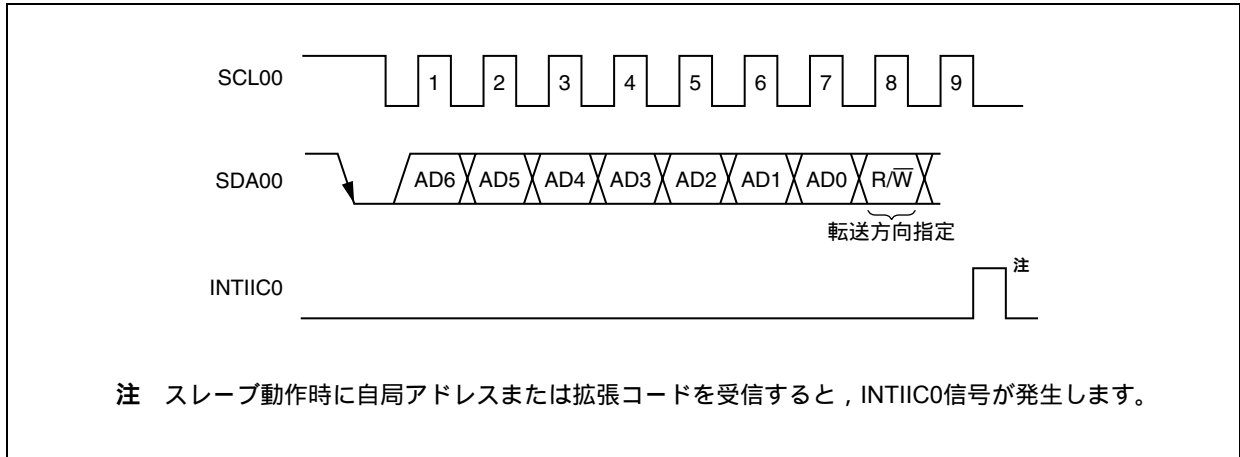 SCL00 1 2 3 4 5 6 7 8 9
SDA00 AD6 AD5 AD4 AD3 AD2 AD1 AD0 R/W̅
転送方向指定
注
INTIIC0
注 スレーブ動作時に自局アドレスまたは拡張コードを受信すると，INTIIC0信号が発生します。